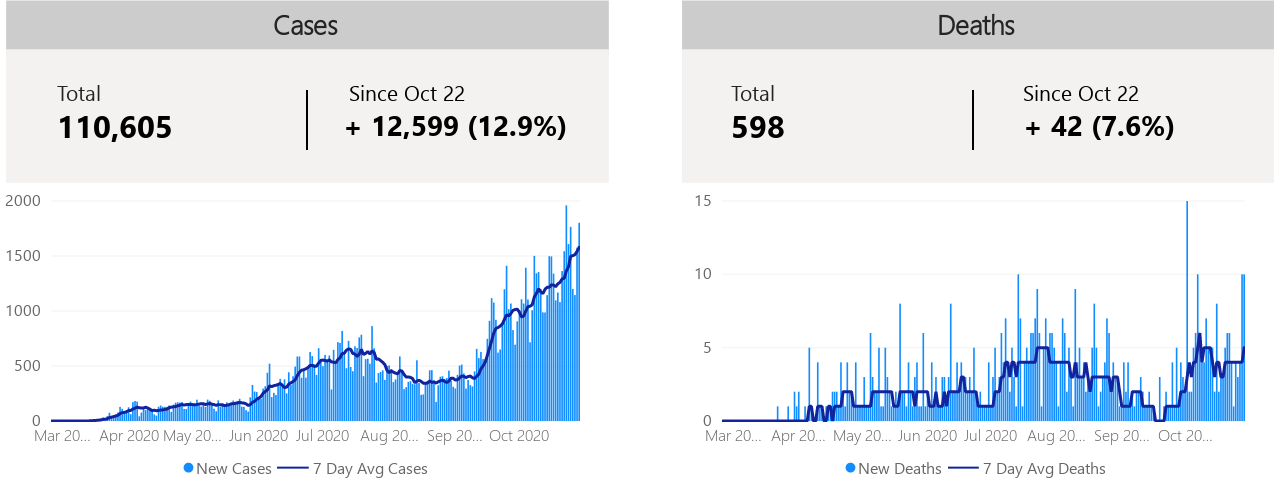 Cases
Total
110,605
Since Oct 22
+ 12,599 (12.9%)
2000
1500
1000
500
0
Mar 20... Apr 2020 May 20... Jun 2020 Jul 2020 Aug 20... Sep 20... Oct 2020
New Cases 7 Day Avg Cases
Deaths
Total
598
Since Oct 22
+ 42 (7.6%)
15
10
5
0
Mar 20... Apr 20... May 20... Jun 2020 Jul 2020 Aug 20... Sep 20... Oct 20...
New Deaths 7 Day Avg Deaths